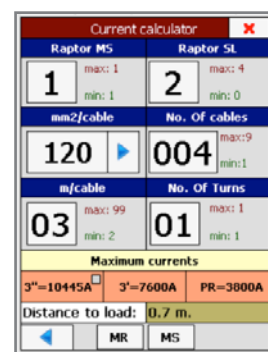 Current calculator
Raptor MS Raptor SL
1 max: 1 min: 1 2 max: 4 min: 0
mm2/cable No. Of cables
120 004 max:9 min:1
m/cable No. Of Turns
03 max: 99 min: 2 01 max: 1 min: 1
Maximum currents
3"=10445A 3'=7600A PR=3800A
Distance to load: 0.7 m.
MR MS